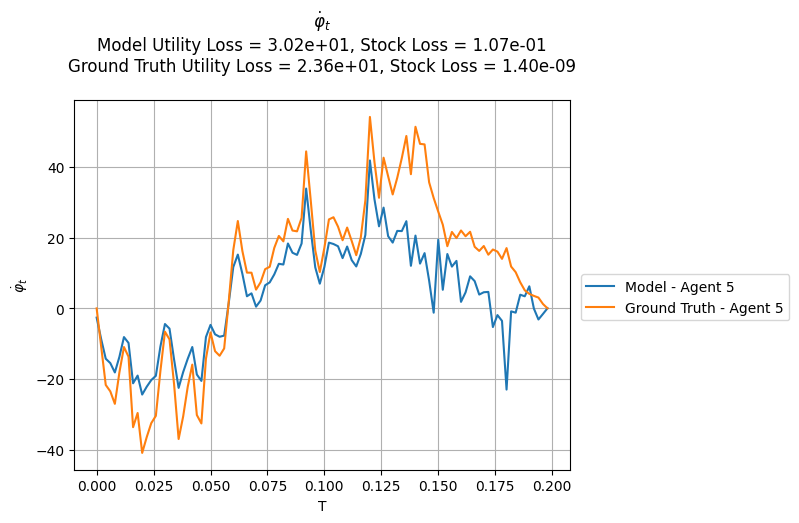 φ̇ₜ
Model Utility Loss = 3.02e+01, Stock Loss = 1.07e-01
Ground Truth Utility Loss = 2.36e+01, Stock Loss = 1.40e-09
φ̇ₜ
40
20
0
−20
−40
0.000 0.025 0.050 0.075 0.100 0.125 0.150 0.175 0.200
T
Model - Agent 5
Ground Truth - Agent 5